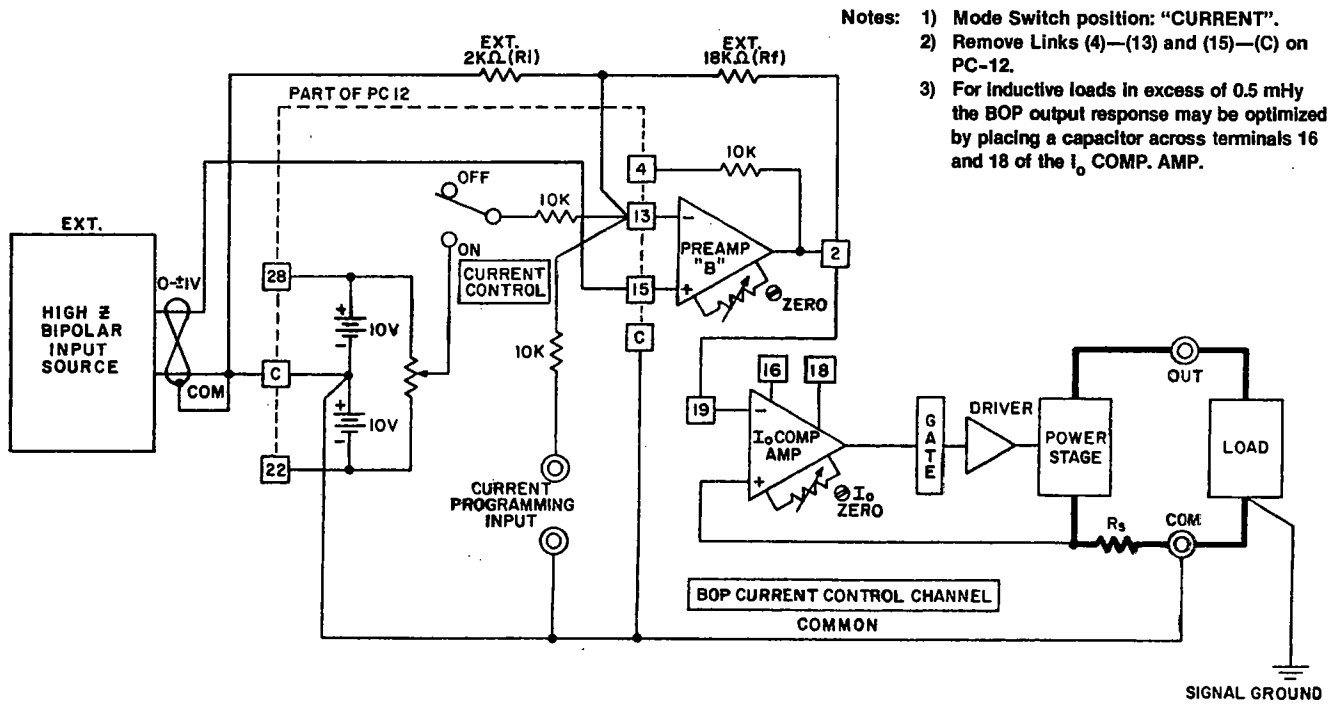 Notes: 1) Mode Switch position: “CURRENT”.
2) Remove Links (4)—(13) and (15)—(C) on
PC-12.
3) For inductive loads in excess of 0.5 mHy
the BOP output response may be optimized
by placing a capacitor across terminals 16
and 18 of the Io COMP. AMP.
EXT.
2KΩ(Ri)
EXT.
18KΩ(Rf)
PART OF PC12
4
10K
OFF
10K
13
−
PREAMP
"B"
2
EXT.
0-±1V
ON
CURRENT
CONTROL
15
+
ZERO
28
HIGH Z
BIPOLAR
INPUT
SOURCE
+
10V
−
C
10K
C
COM
+
10V
−
22
CURRENT
PROGRAMMING
INPUT
16
18
19
−
Io COMP
AMP
+
Io
ZERO
GATE
DRIVER
POWER
STAGE
OUT
LOAD
Rs
COM
BOP CURRENT CONTROL CHANNEL
COMMON
SIGNAL GROUND